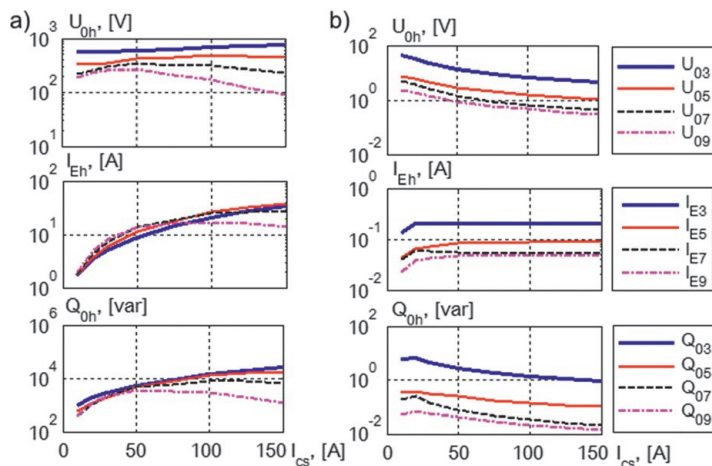 a)
U0h, [V]
10^3
10^2
10^1
IEh, [A]
10^2
10^1
10^0
Q0h, [var]
10^6
10^4
10^2
0
50
100
150
Ics, [A]
b)
U0h, [V]
10^2
10^0
10^-2
U03
U05
U07
U09
IEh, [A]
10^0
10^-1
10^-2
IE3
IE5
IE7
IE9
Q0h, [var]
10^2
10^0
10^-2
Q03
Q05
Q07
Q09
0
50
100
150
Ics, [A]